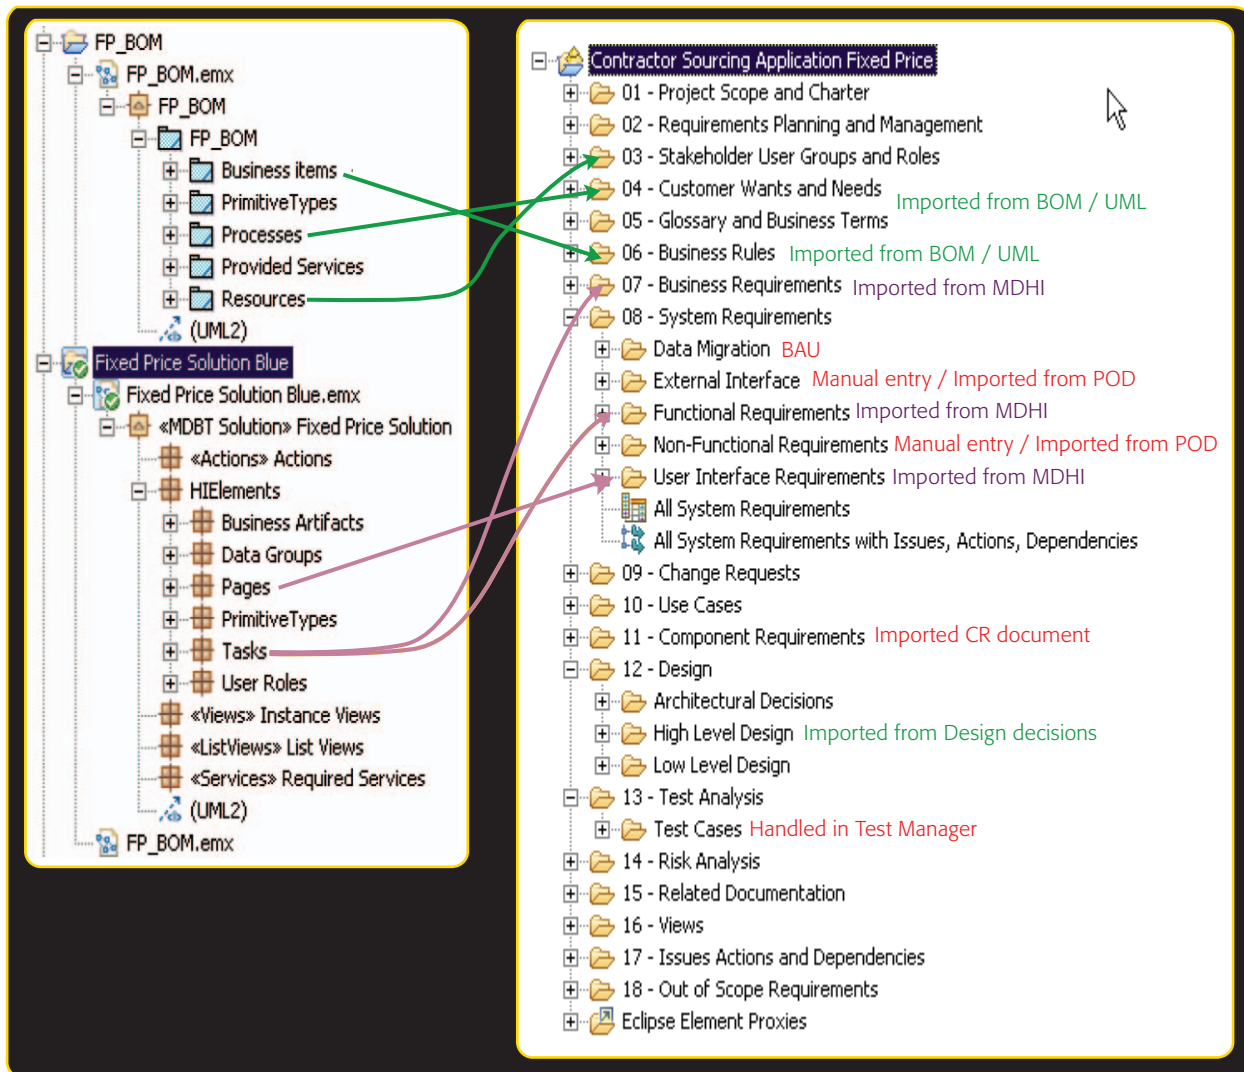 FP_BOM
FP_BOM.emx
FP_BOM
FP_BOM
Business items
PrimitiveTypes
Processes
Provided Services
Resources
(UML2)
Fixed Price Solution Blue
Fixed Price Solution Blue.emx
«MDBT Solution» Fixed Price Solution
«Actions» Actions
HIElements
Business Artifacts
Data Groups
Pages
PrimitiveTypes
Tasks
User Roles
«Views» Instance Views
«ListViews» List Views
«Services» Required Services
(UML2)
FP_BOM.emx
Contractor Sourcing Application Fixed Price
01 - Project Scope and Charter
02 - Requirements Planning and Management
03 - Stakeholder User Groups and Roles
04 - Customer Wants and Needs Imported from BOM / UML
05 - Glossary and Business Terms
06 - Business Rules Imported from BOM / UML
07 - Business Requirements Imported from MDHI
08 - System Requirements
Data Migration BAU
External Interface Manual entry / Imported from POD
Functional Requirements Imported from MDHI
Non-Functional Requirements Manual entry / Imported from POD
User Interface Requirements Imported from MDHI
All System Requirements
All System Requirements with Issues, Actions, Dependencies
09 - Change Requests
10 - Use Cases
11 - Component Requirements Imported CR document
12 - Design
Architectural Decisions
High Level Design Imported from Design decisions
Low Level Design
13 - Test Analysis
Test Cases Handled in Test Manager
14 - Risk Analysis
15 - Related Documentation
16 - Views
17 - Issues Actions and Dependencies
18 - Out of Scope Requirements
Eclipse Element Proxies